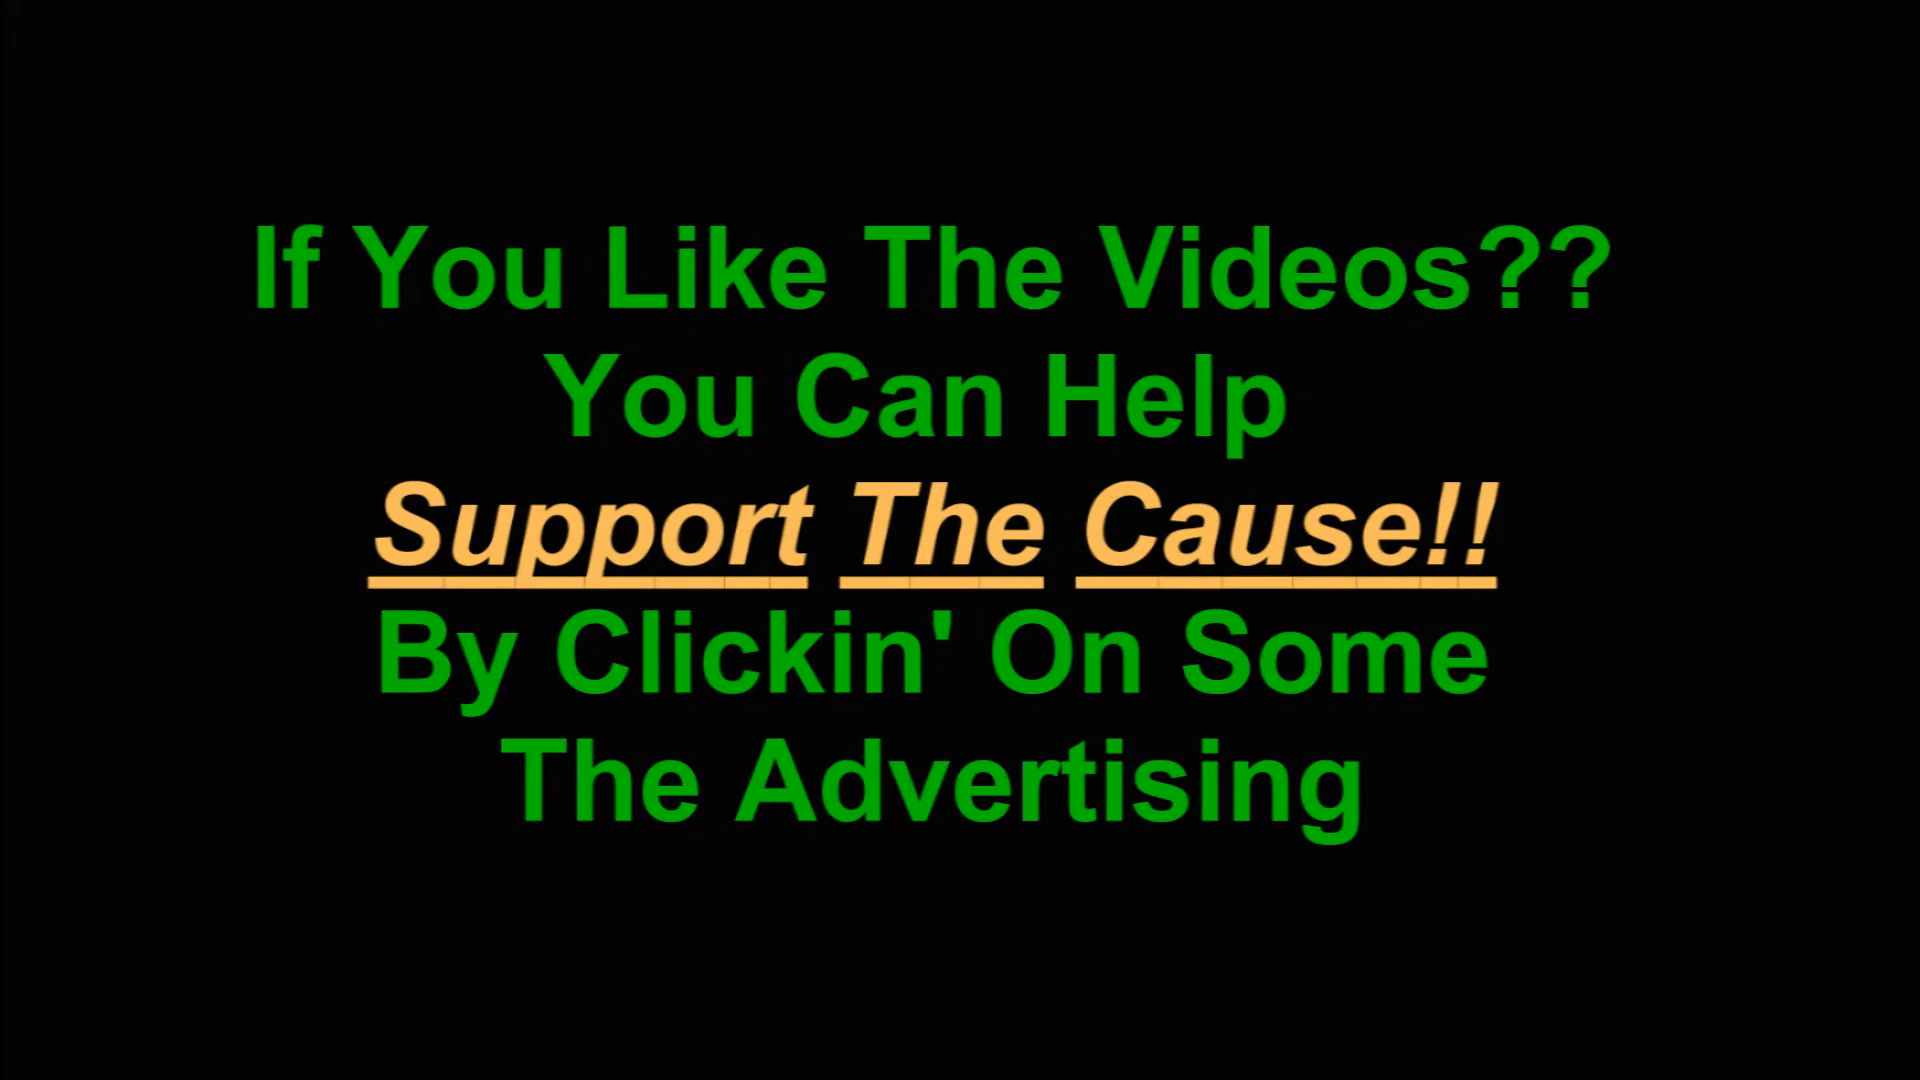 If You Like The Videos??
You Can Help
Support The Cause!!
By Clickin' On Some
The Advertising